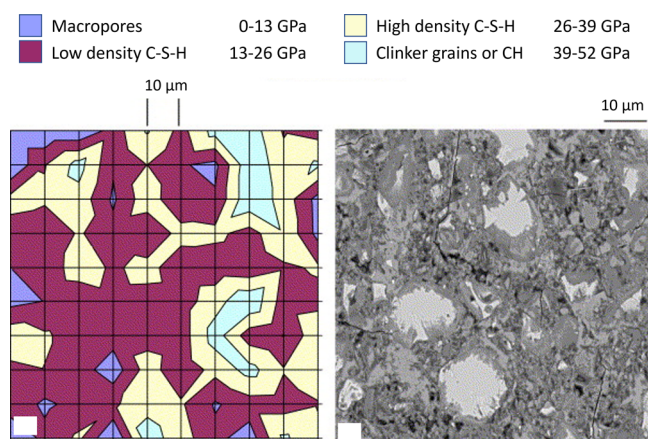 Macropores 0-13 GPa
High density C-S-H 26-39 GPa
Low density C-S-H 13-26 GPa
Clinker grains or CH 39-52 GPa
10 µm
10 µm